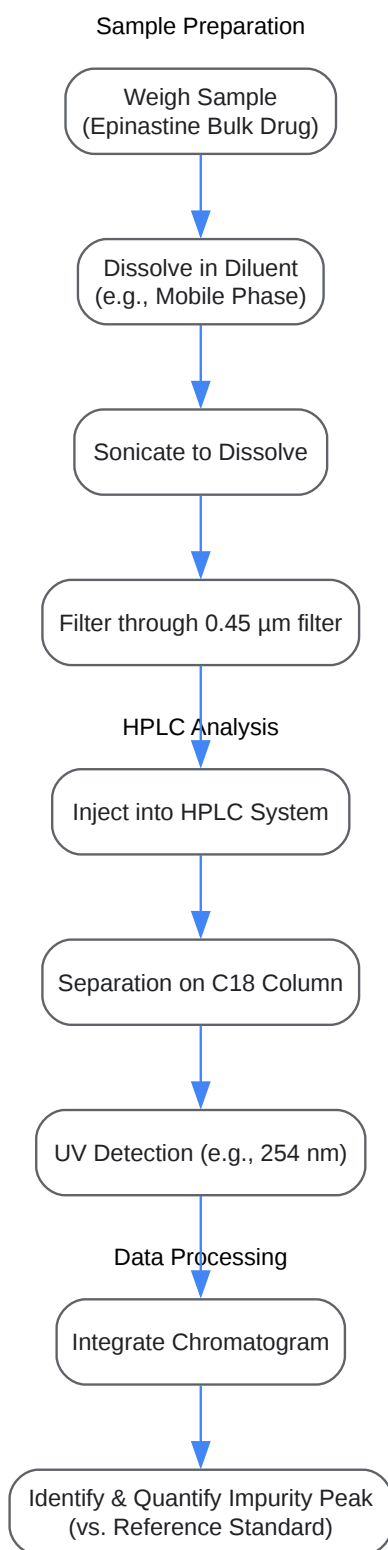 Sample Preparation
Weigh Sample
(Epinastine Bulk Drug)
Dissolve in Diluent
(e.g., Mobile Phase)
Sonicate to Dissolve
Filter through 0.45 µm filter
HPLC Analysis
Inject into HPLC System
Separation on C18 Column
UV Detection (e.g., 254 nm)
Data Processing
Integrate Chromatogram
Identify & Quantify Impurity Peak
(vs. Reference Standard)